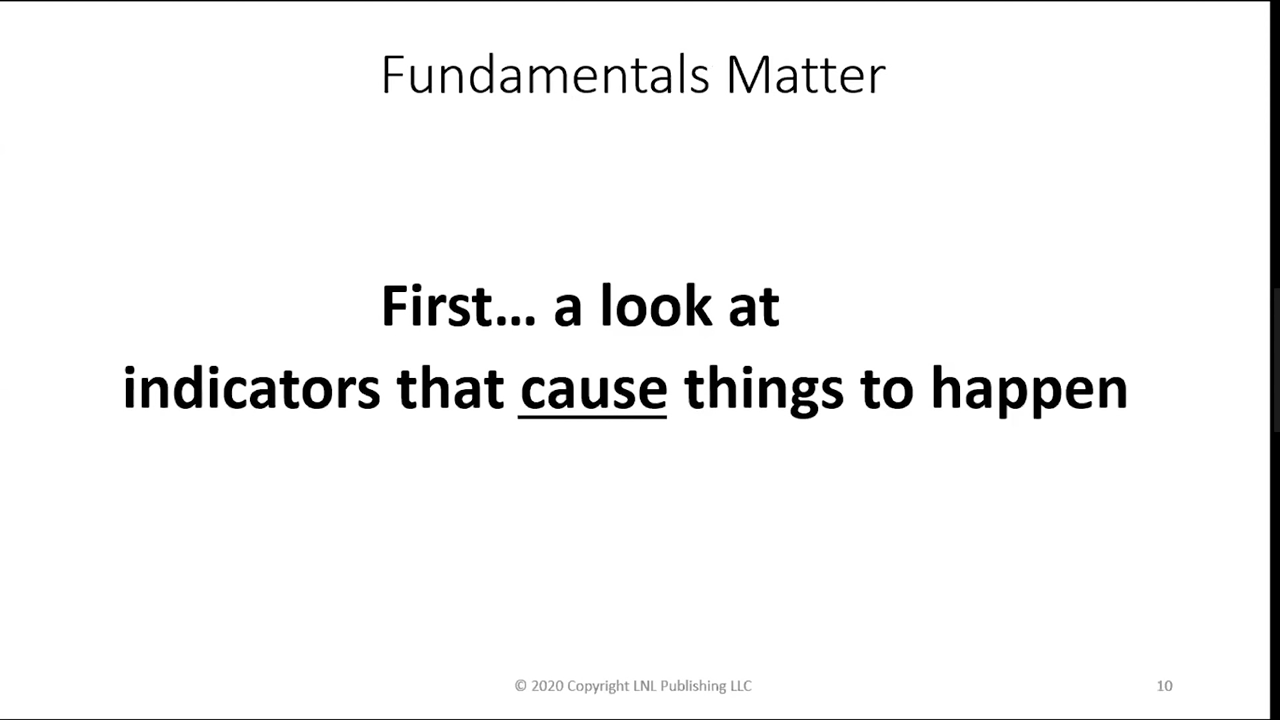 Fundamentals Matter
First... a look at
indicators that cause things to happen
© 2020 Copyright LNL Publishing LLC
10